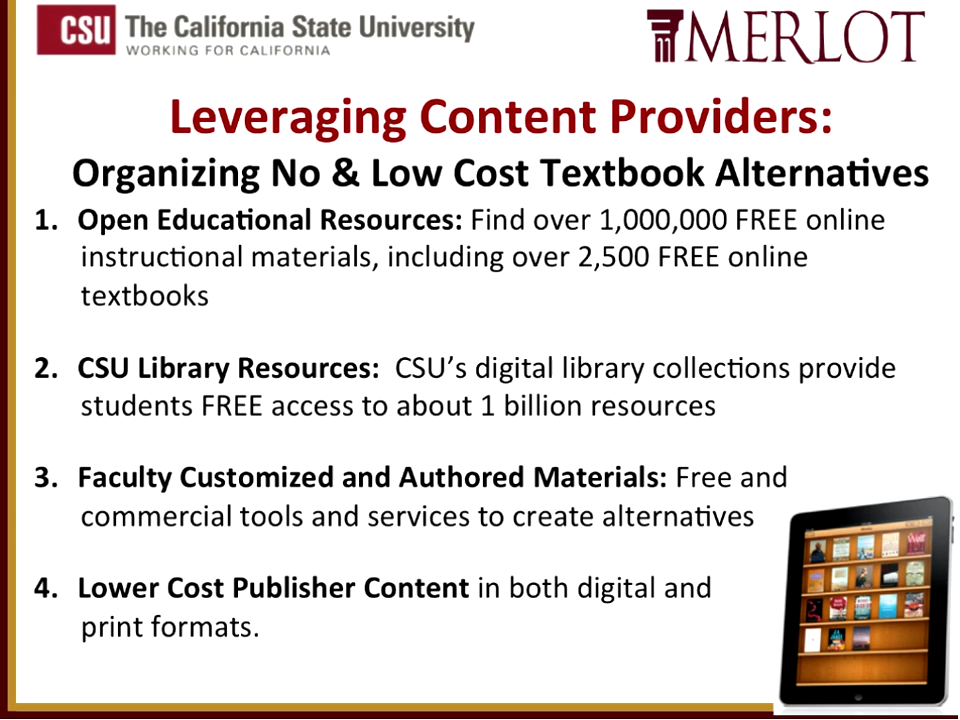 CSU The California State University
WORKING FOR CALIFORNIA
MERLOT
Leveraging Content Providers:
Organizing No & Low Cost Textbook Alternatives
1. Open Educational Resources: Find over 1,000,000 FREE online
instructional materials, including over 2,500 FREE online
textbooks
2. CSU Library Resources: CSU's digital library collections provide
students FREE access to about 1 billion resources
3. Faculty Customized and Authored Materials: Free and
commercial tools and services to create alternatives
4. Lower Cost Publisher Content in both digital and
print formats.